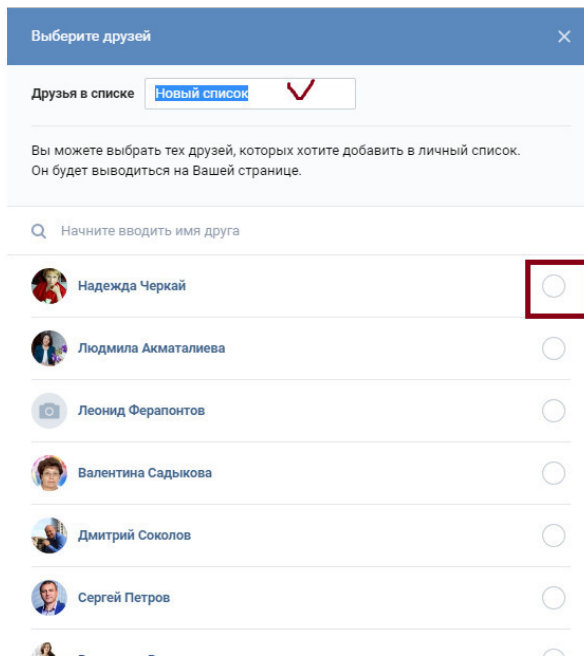 Выберите друзей
Друзья в списке Новый список
Вы можете выбрать тех друзей, которых хотите добавить в личный список.
Он будет выводиться на Вашей странице.
Начните вводить имя друга
Надежда Черкай
Людмила Акматалиева
Леонид Ферапонтов
Валентина Садыкова
Дмитрий Соколов
Сергей Петров